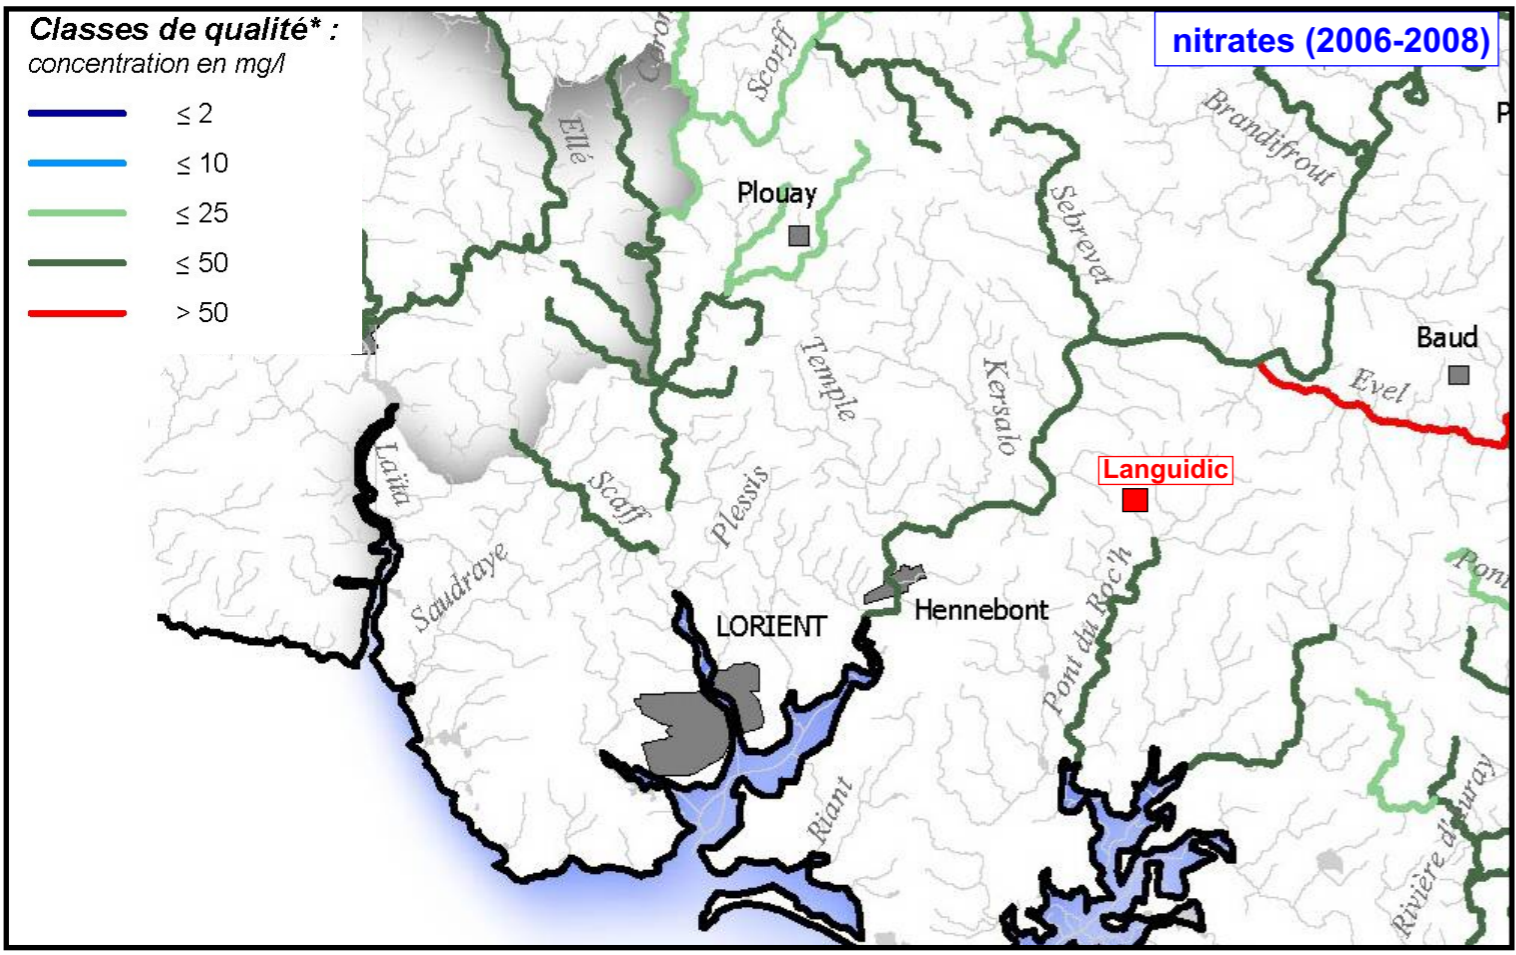 Classes de qualité* :
concentration en mg/l
≤ 2
≤ 10
≤ 25
≤ 50
> 50
nitrates (2006-2008)
Scorff
Ellé
Brandifrout
P
Plouay
Sebrevet
Baud
Evel
Temple
Kersalo
Laïta
Languidic
Scaff
Plessis
Saudraye
Pont
Pont du Roc'h
Hennebont
LORIENT
Riant
Rivière d'Auray